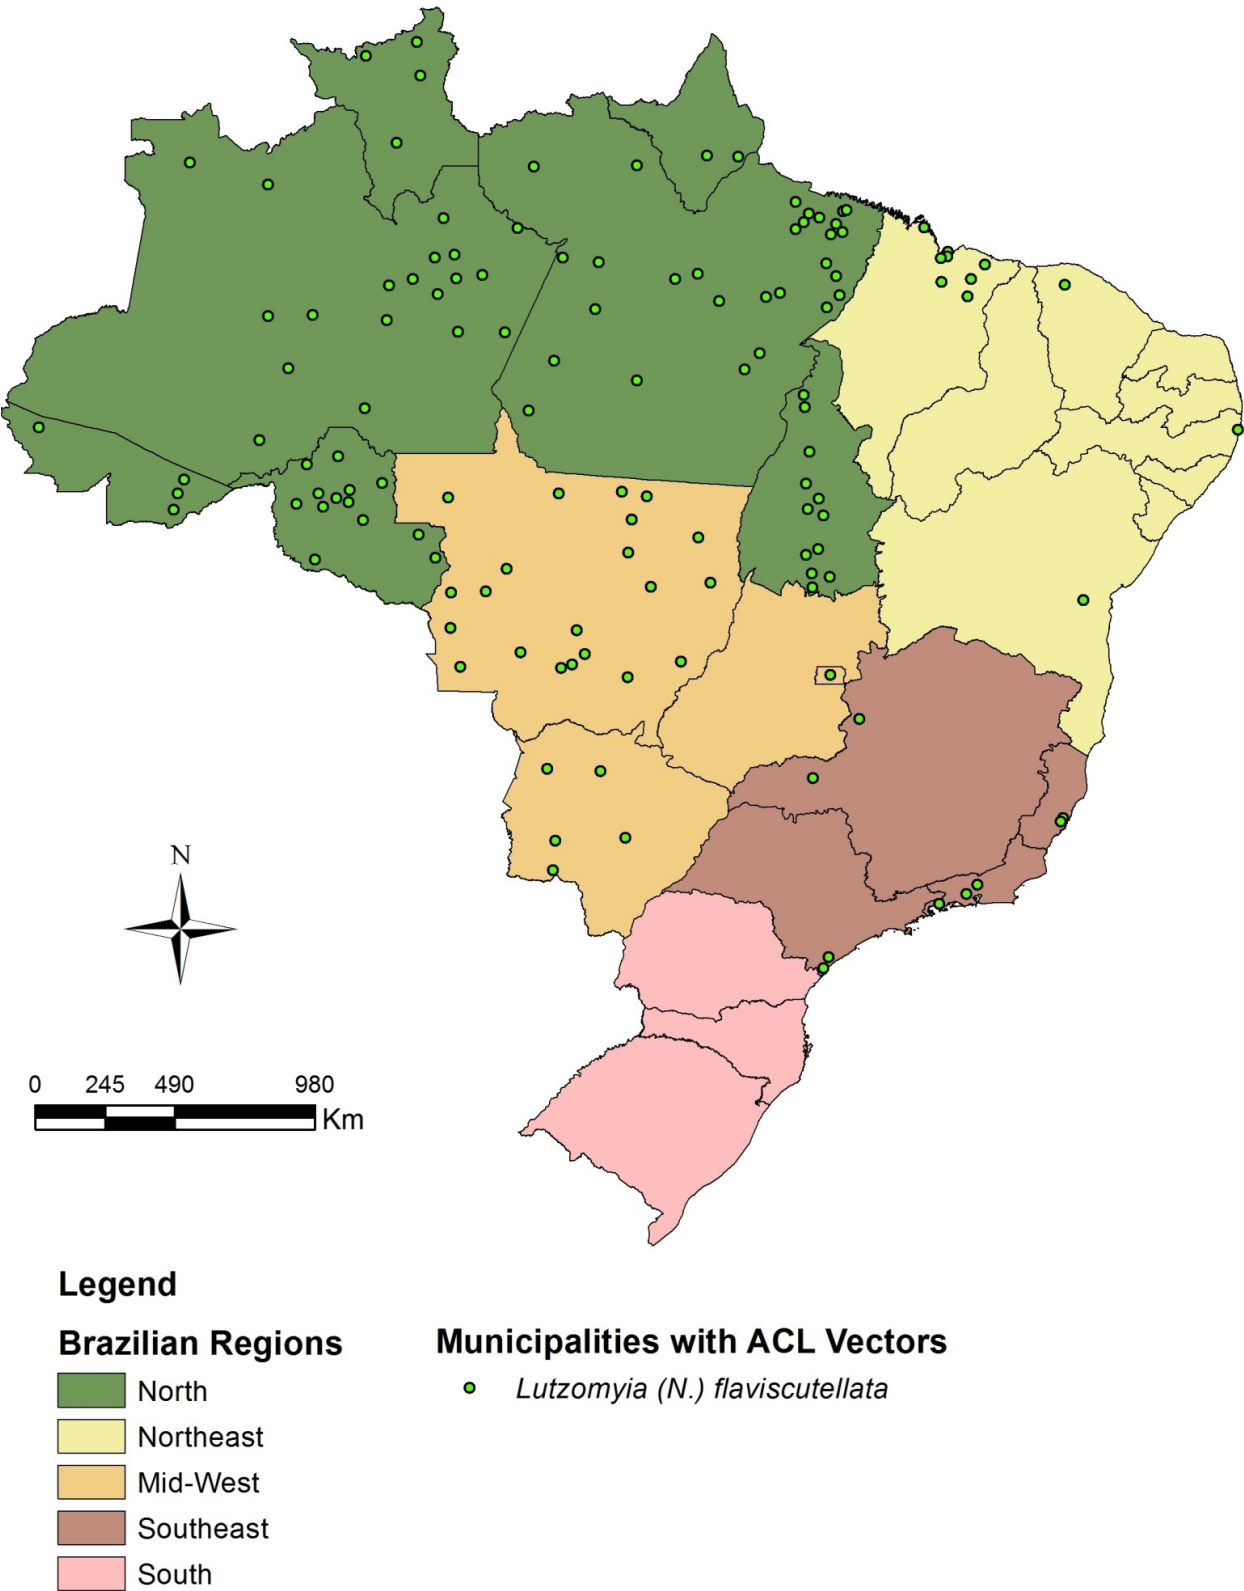 N
0 245 490 980
Km
Legend
Brazilian Regions
North
Northeast
Mid-West
Southeast
South
Municipalities with ACL Vectors
Lutzomyia (N.) flaviscutellata